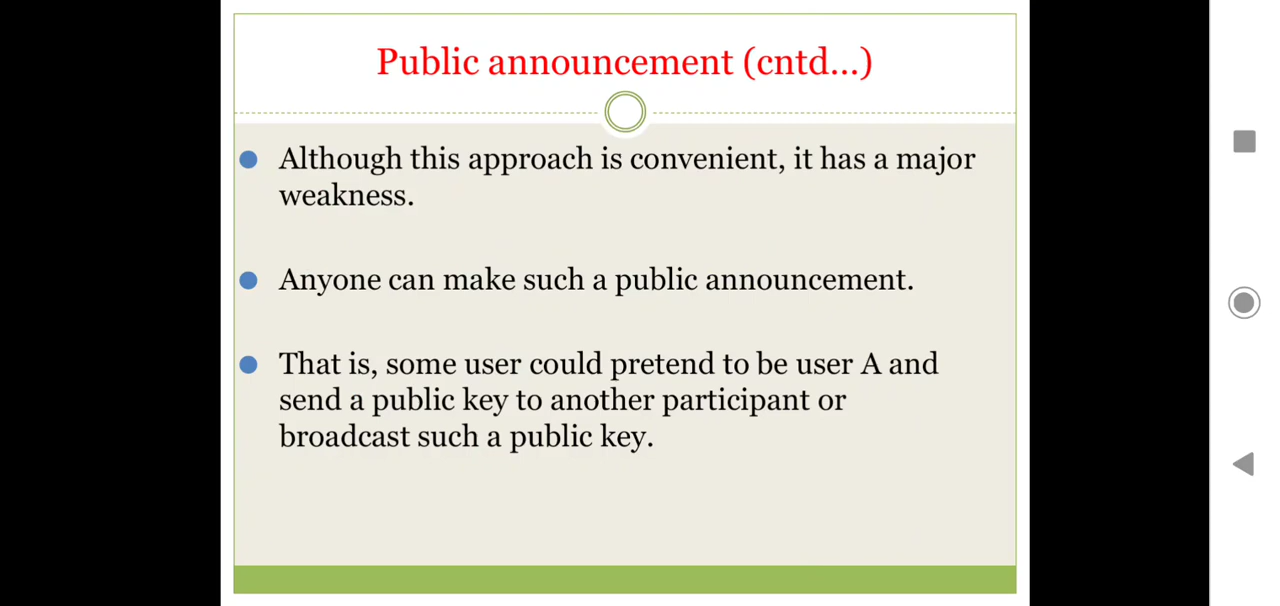 Public announcement (cntd...)
Although this approach is convenient, it has a major
weakness.
Anyone can make such a public announcement.
That is, some user could pretend to be user A and
send a public key to another participant or
broadcast such a public key.